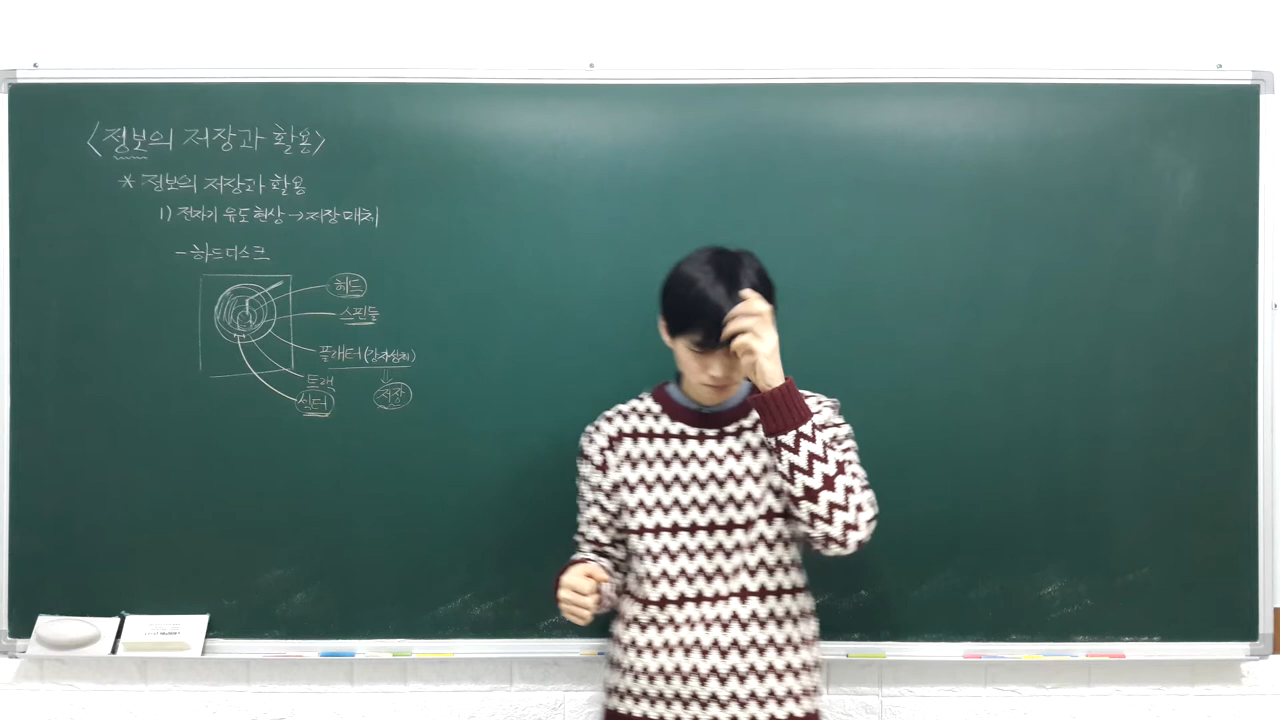 <정보의 저장과 활용>
* 정보의 저장과 활용
1) 전자기 유도 현상 → 저장 매체
- 하드디스크
헤드
스핀들
플래터(강자성체)
트랙
저장
섹터